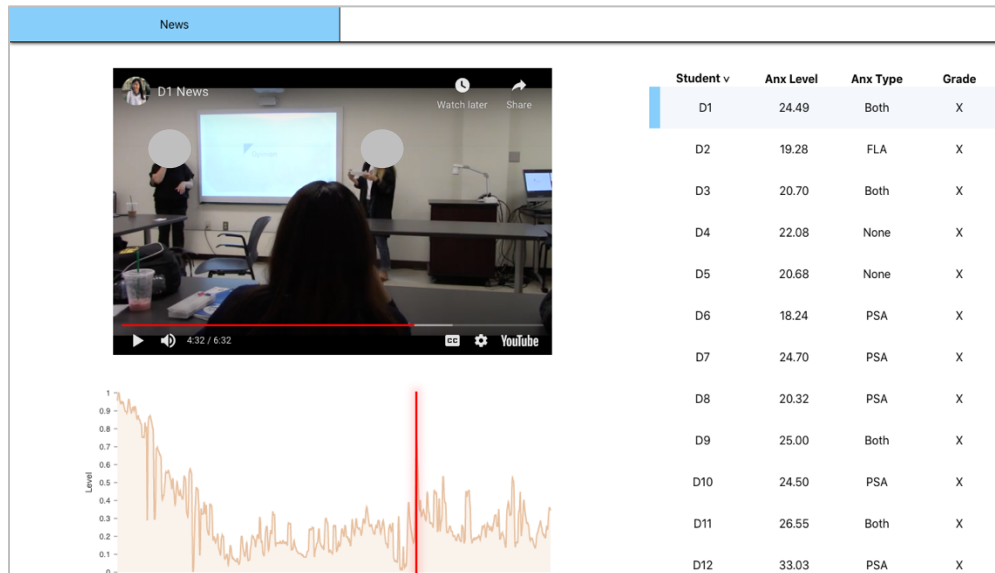 News
D1 News
Watch later
Share
4:32 / 6:32
CC
YouTube
Student v Anx Level Anx Type Grade
D1 24.49 Both X
D2 19.28 FLA X
D3 20.70 Both X
D4 22.08 None X
D5 20.68 None X
D6 18.24 PSA X
D7 24.70 PSA X
D8 20.32 PSA X
D9 25.00 Both X
D10 24.50 PSA X
D11 26.55 Both X
D12 33.03 PSA X
Level
1
0.9
0.8
0.7
0.6
0.5
0.4
0.3
0.2
0.1
0